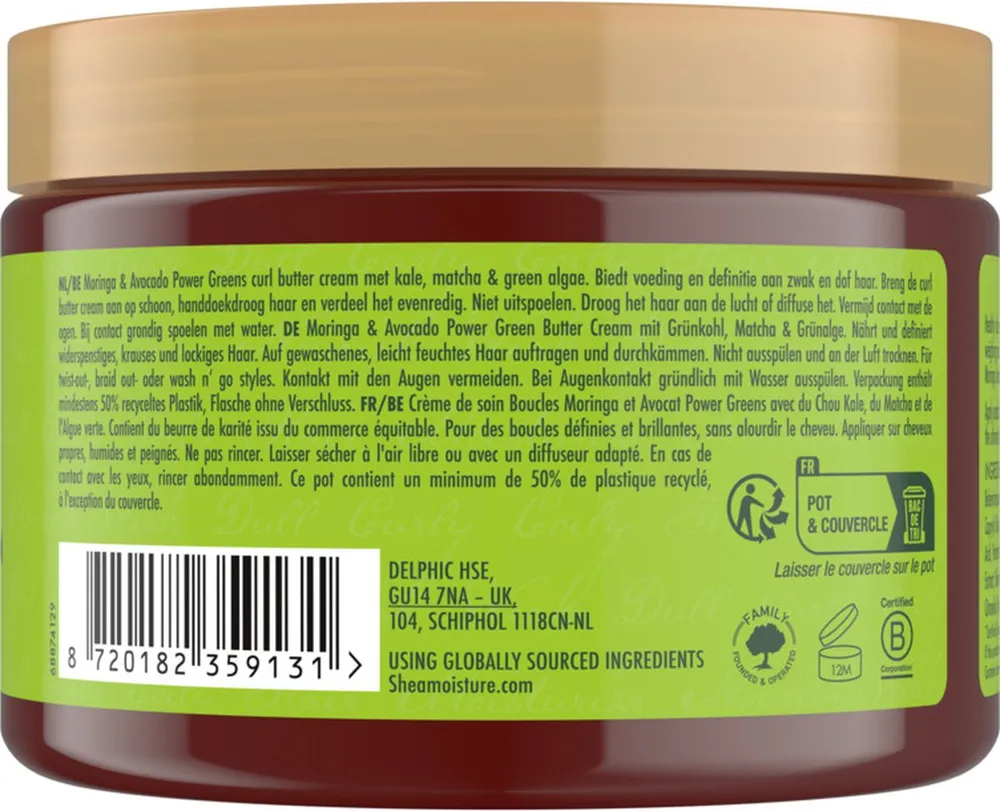 NL/BE Moringa & Avocado Power Greens curl butter cream met kale, matcha & green algae. Biedt voeding en definitie aan zwak en dof haar. Breng de curl
butter cream aan op schoon, handdoekdroog haar en verdeel het evenredig. Niet uitspoelen. Droog het haar aan de lucht of diffuse het. Vermijd contact met de
ogen. Bij contact grondig spoelen met water. DE Moringa & Avocado Power Green Butter Cream mit Grünkohl, Matcha & Grünalge. Nährt und definiert
widerspenstiges, krauses und lockiges Haar. Auf gewaschenes, leicht feuchtes Haar auftragen und durchkämmen. Nicht ausspülen und an der Luft trocknen. Für
twist-out-, braid out- oder wash n' go styles. Kontakt mit den Augen vermeiden. Bei Augenkontakt gründlich mit Wasser ausspülen. Verpackung enthält
mindestens 50% recyceltes Plastik, Flasche ohne Verschluss. FR/BE Crème de soin Boucles Moringa et Avocat Power Greens avec du Chou Kale, du Matcha et de
l'Algue verte. Contient du beurre de karité issu du commerce équitable. Pour des boucles définies et brillantes, sans alourdir le cheveu. Appliquer sur cheveux
propres, humides et peignés. Ne pas rincer. Laisser sécher à l'air libre ou avec un diffuseur adapté. En cas de
contact avec les yeux, rincer abondamment. Ce pot contient un minimum de 50% de plastique recyclé,
à l'exception du couvercle.
FR
POT
& COUVERCLE
BAC
DE
TRI
Laisser le couvercle sur le pot
68874129
8 720182 359131 >
DELPHIC HSE,
GU14 7NA – UK,
104, SCHIPHOL 1118CN-NL
USING GLOBALLY SOURCED INGREDIENTS
Sheamoisture.com
FAMILY
FOUNDED & OPERATED
12M
Certified
B
Corporation